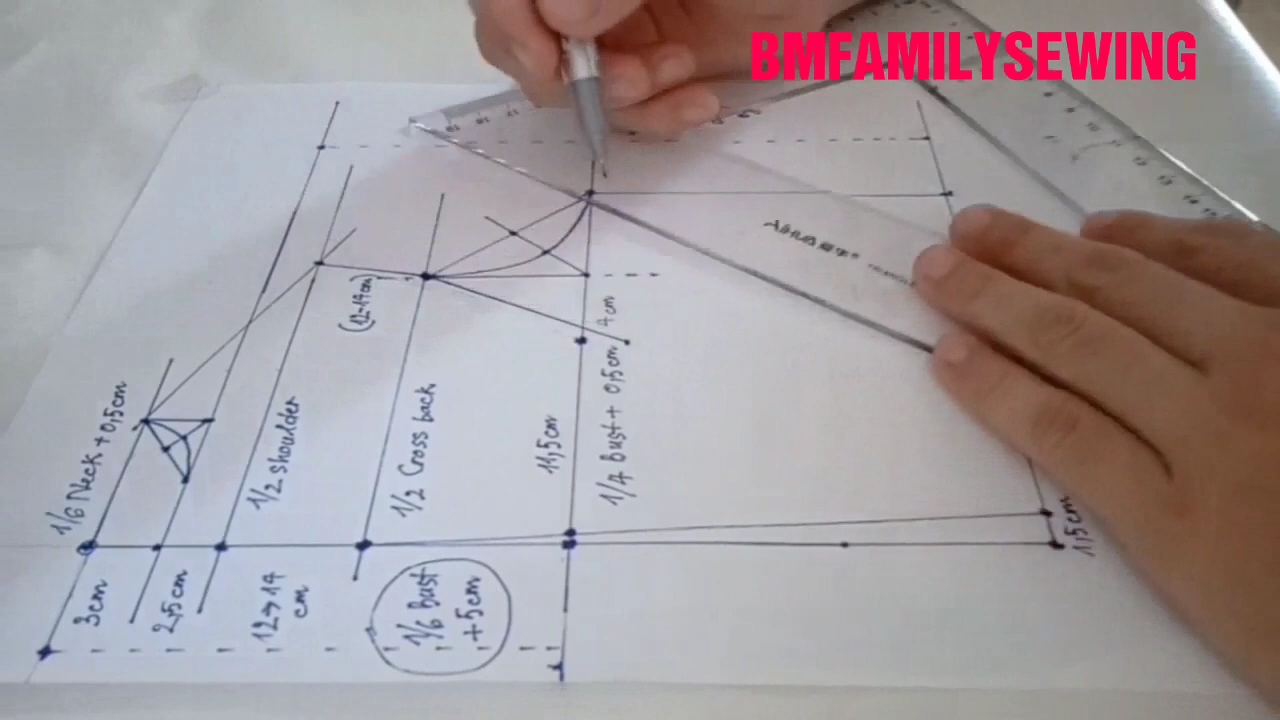 BMFAMILYSEWING
1/6 Neck + 0,5cm
1/2 shoulder
(12-14cm)
1/2 Cross back
11,5cm
4cm
1/4 Bust + 0,5cm
3cm
2,5cm
12→14
cm
1/6 Bust
+5cm
1,5cm